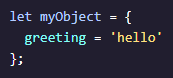 let myObject = {
  greeting = 'hello'
};